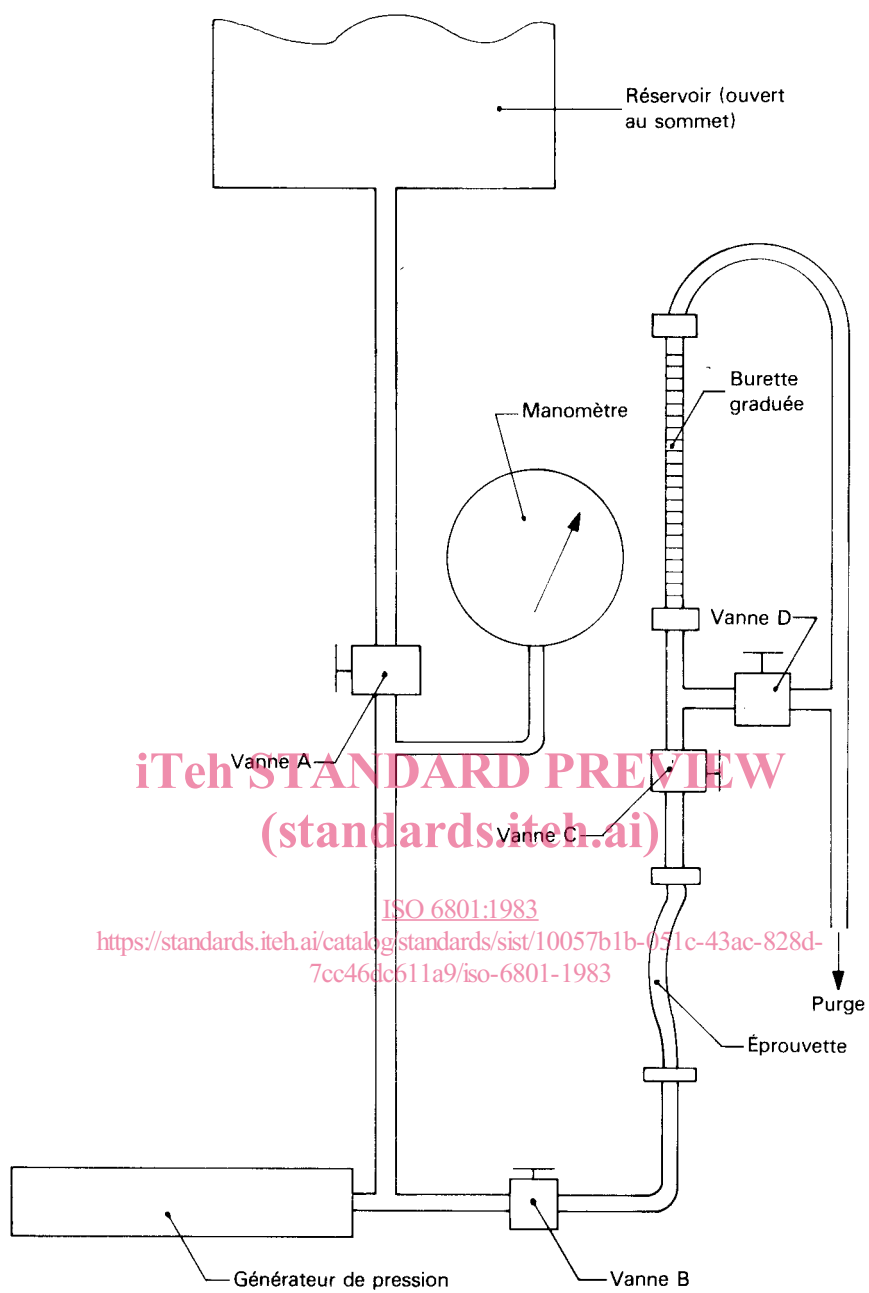 Réservoir (ouvert
au sommet)
Burette
graduée
Manomètre
Vanne D
Vanne A
iTeh STANDARD PREVIEW
(standards.iteh.ai)
Vanne C
ISO 6801:1983
https://standards.iteh.ai/catalog/standards/sist/10057b1b-051c-43ac-828d-
7cc46dc611a9/iso-6801-1983
Purge
Éprouvette
Générateur de pression
Vanne B